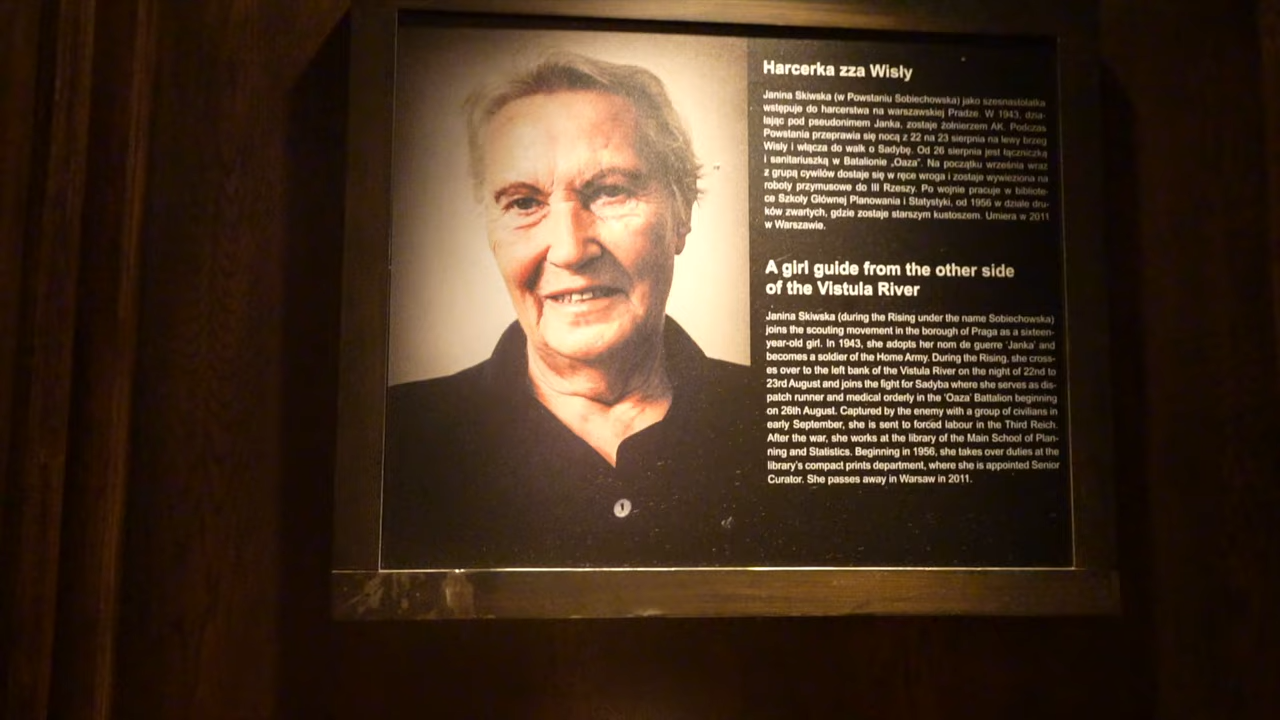 Harcerka zza Wisły
Janina Skiwska (w Powstaniu Sobiechowska) jako szesnastolatka
wstępuje do harcerstwa na warszawskiej Pradze. W 1943, dzia-
łając pod pseudonimem Janka, zostaje żołnierzem AK. Podczas
Powstania przeprawia się nocą z 22 na 23 sierpnia na lewy brzeg
Wisły i włącza do walk o Sadybę. Od 26 sierpnia jest łączniczką
i sanitariuszką w Batalionie „Oaza”. Na początku września wraz
z grupą cywilów dostaje się w ręce wroga i zostaje wywieziona na
roboty przymusowe do III Rzeszy. Po wojnie pracuje w bibliote-
ce Szkoły Głównej Planowania i Statystyki, od 1956 w dziale dru-
ków zwartych, gdzie zostaje starszym kustoszem. Umiera w 2011
w Warszawie.
A girl guide from the other side
of the Vistula River
Janina Skiwska (during the Rising under the name Sobiechowska)
joins the scouting movement in the borough of Praga as a sixteen-
year-old girl. In 1943, she adopts her nom de guerre 'Janka' and
becomes a soldier of the Home Army. During the Rising, she cross-
es over to the left bank of the Vistula River on the night of 22nd to
23rd August and joins the fight for Sadyba where she serves as dis-
patch runner and medical orderly in the 'Oaza' Battalion beginning
on 26th August. Captured by the enemy with a group of civilians in
early September, she is sent to forced labour in the Third Reich.
After the war, she works at the library of the Main School of Plan-
ning and Statistics. Beginning in 1956, she takes over duties at the
library's compact prints department, where she is appointed Senior
Curator. She passes away in Warsaw in 2011.